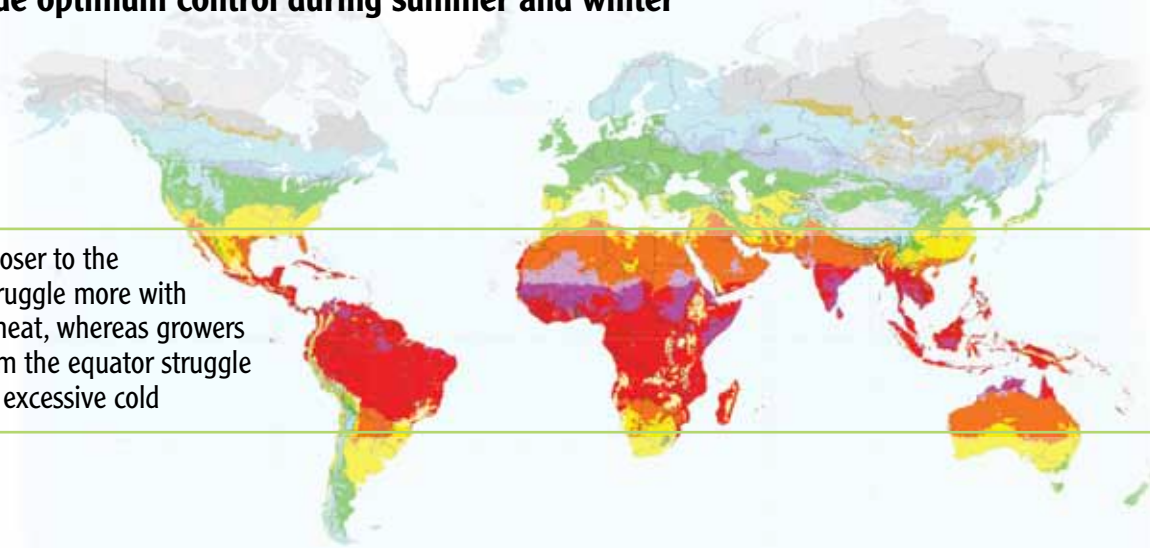 de optimum control during summer and winter
oser to the
ruggle more with
heat, whereas growers
m the equator struggle
excessive cold